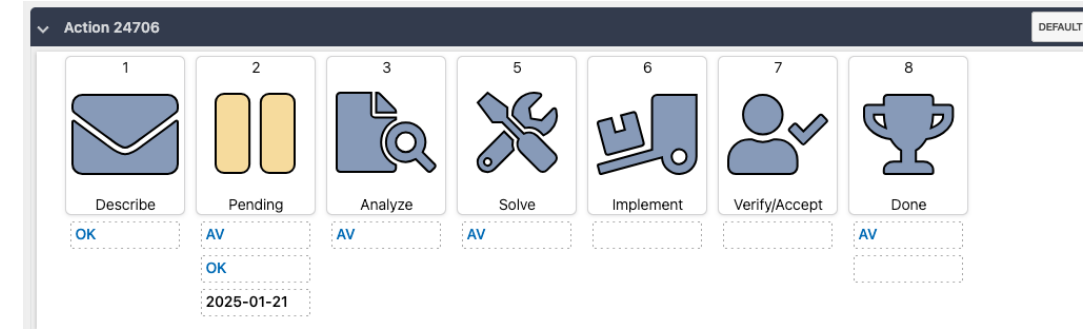 Action 24706
DEFAULT
1 2 3 5 6 7 8
Describe Pending Analyze Solve Implement Verify/Accept Done
OK AV AV AV AV
OK
2025-01-21